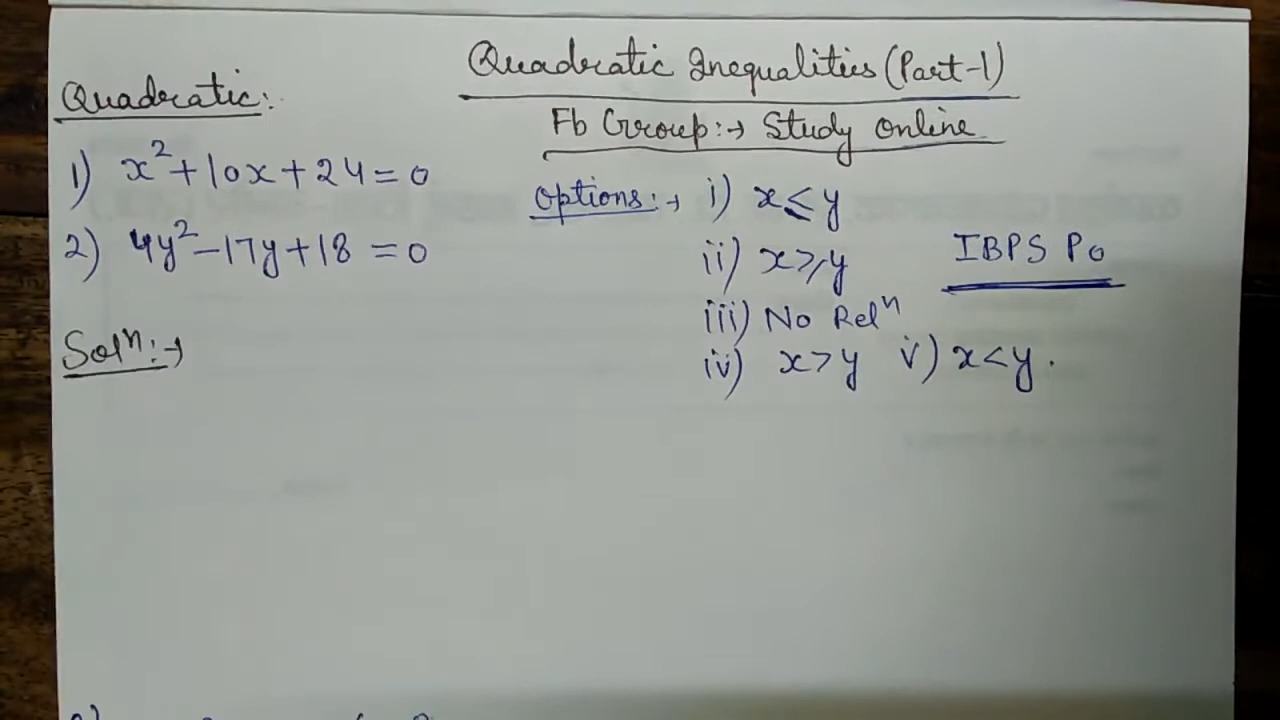 Quadratic Inequalities (Part-1)
Fb Group:→ Study Online
Quadratic:
1) x²+10x+24=0
2) 4y²-17y+18 =0
Options:→ i) x≤y
ii) x≥y
iii) No Relⁿ
iv) x>y v) x<y.
IBPS PO
Solⁿ:→